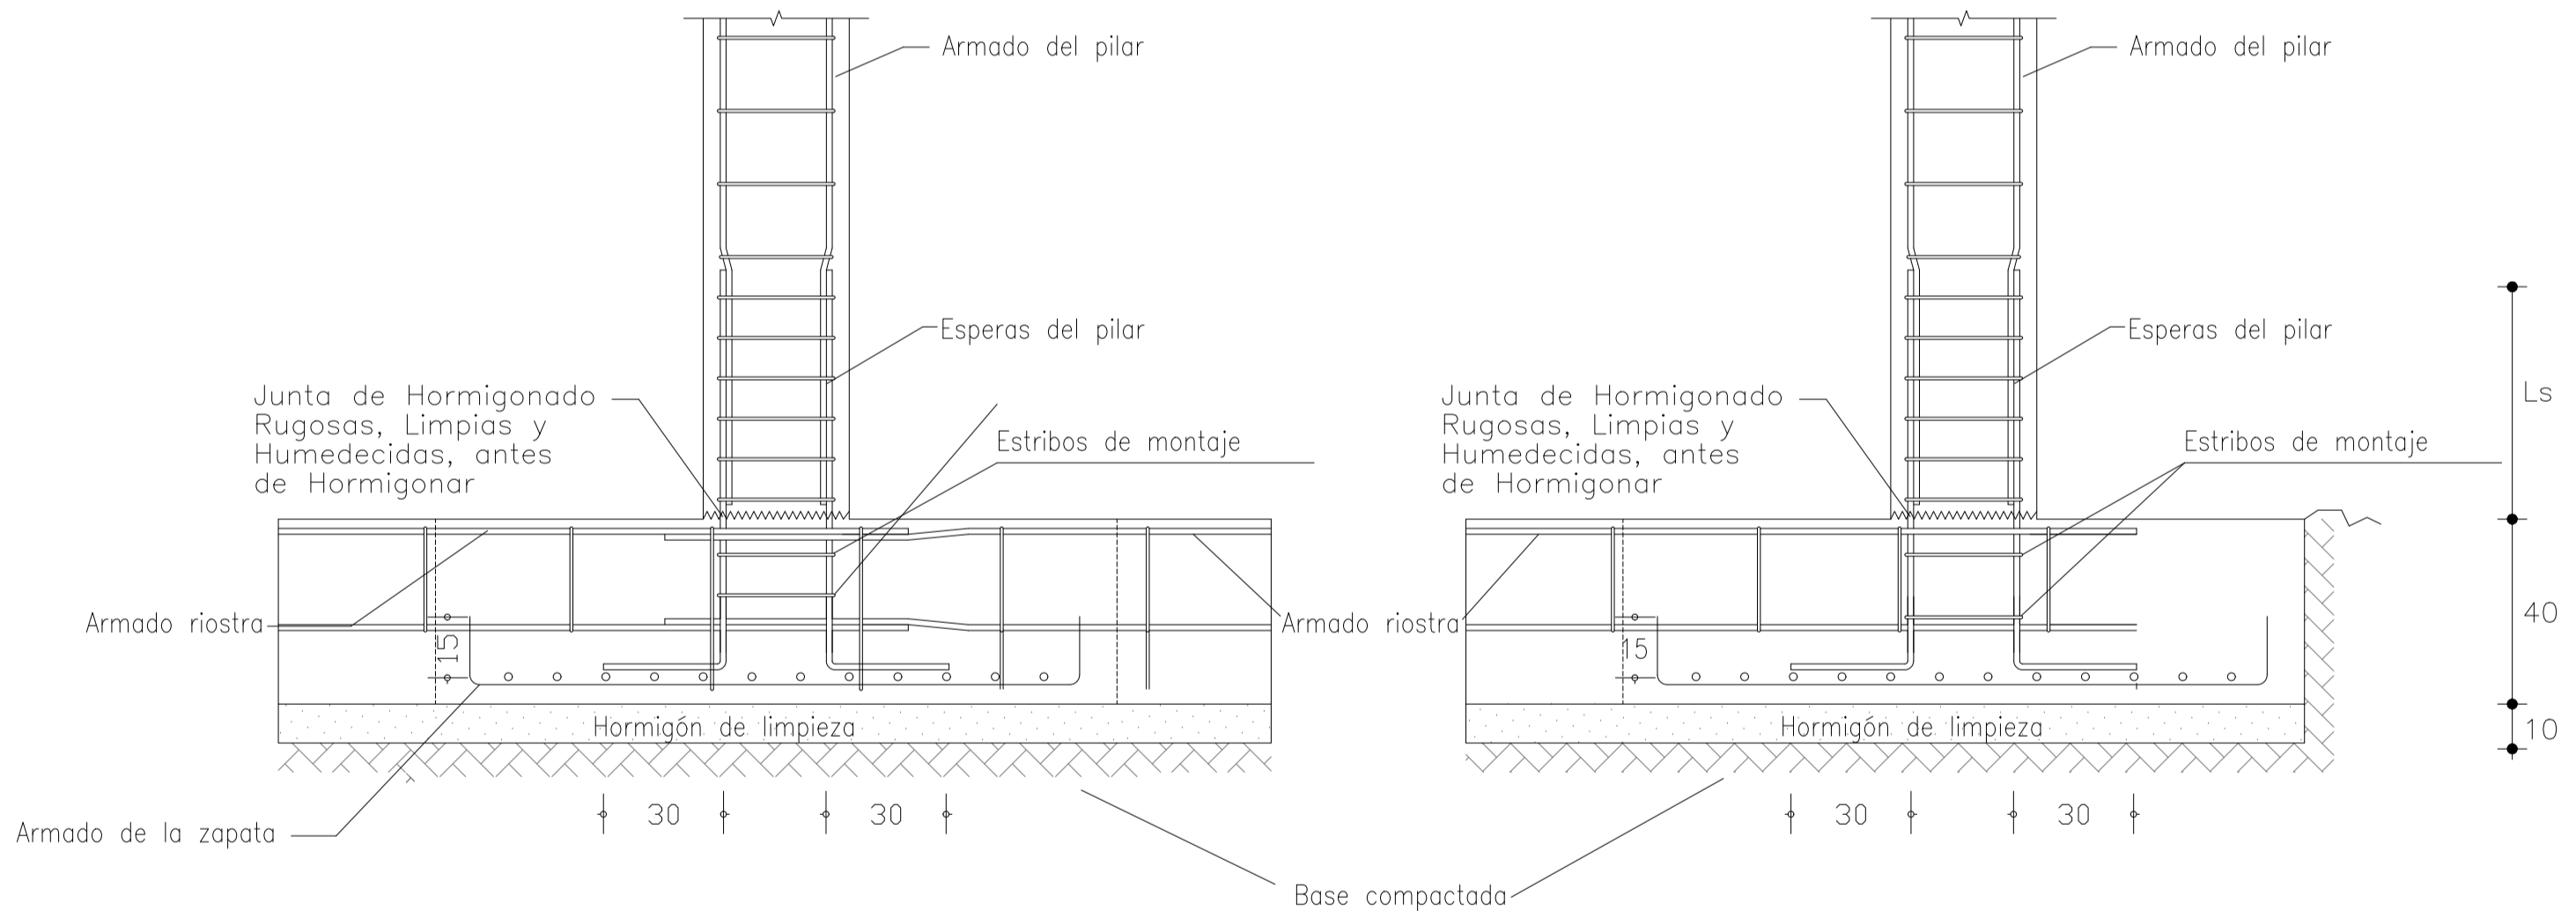 Armado del pilar
Esperas del pilar
Junta de Hormigonado
Rugosas, Limpias y
Humedecidas, antes
de Hormigonar
Estribos de montaje
Armado riostra
15
Hormigón de limpieza
30
30
Armado de la zapata
Armado del pilar
Esperas del pilar
Junta de Hormigonado
Rugosas, Limpias y
Humedecidas, antes
de Hormigonar
Estribos de montaje
Armado riostra
15
Hormigón de limpieza
30
30
Base compactada
Ls
40
10